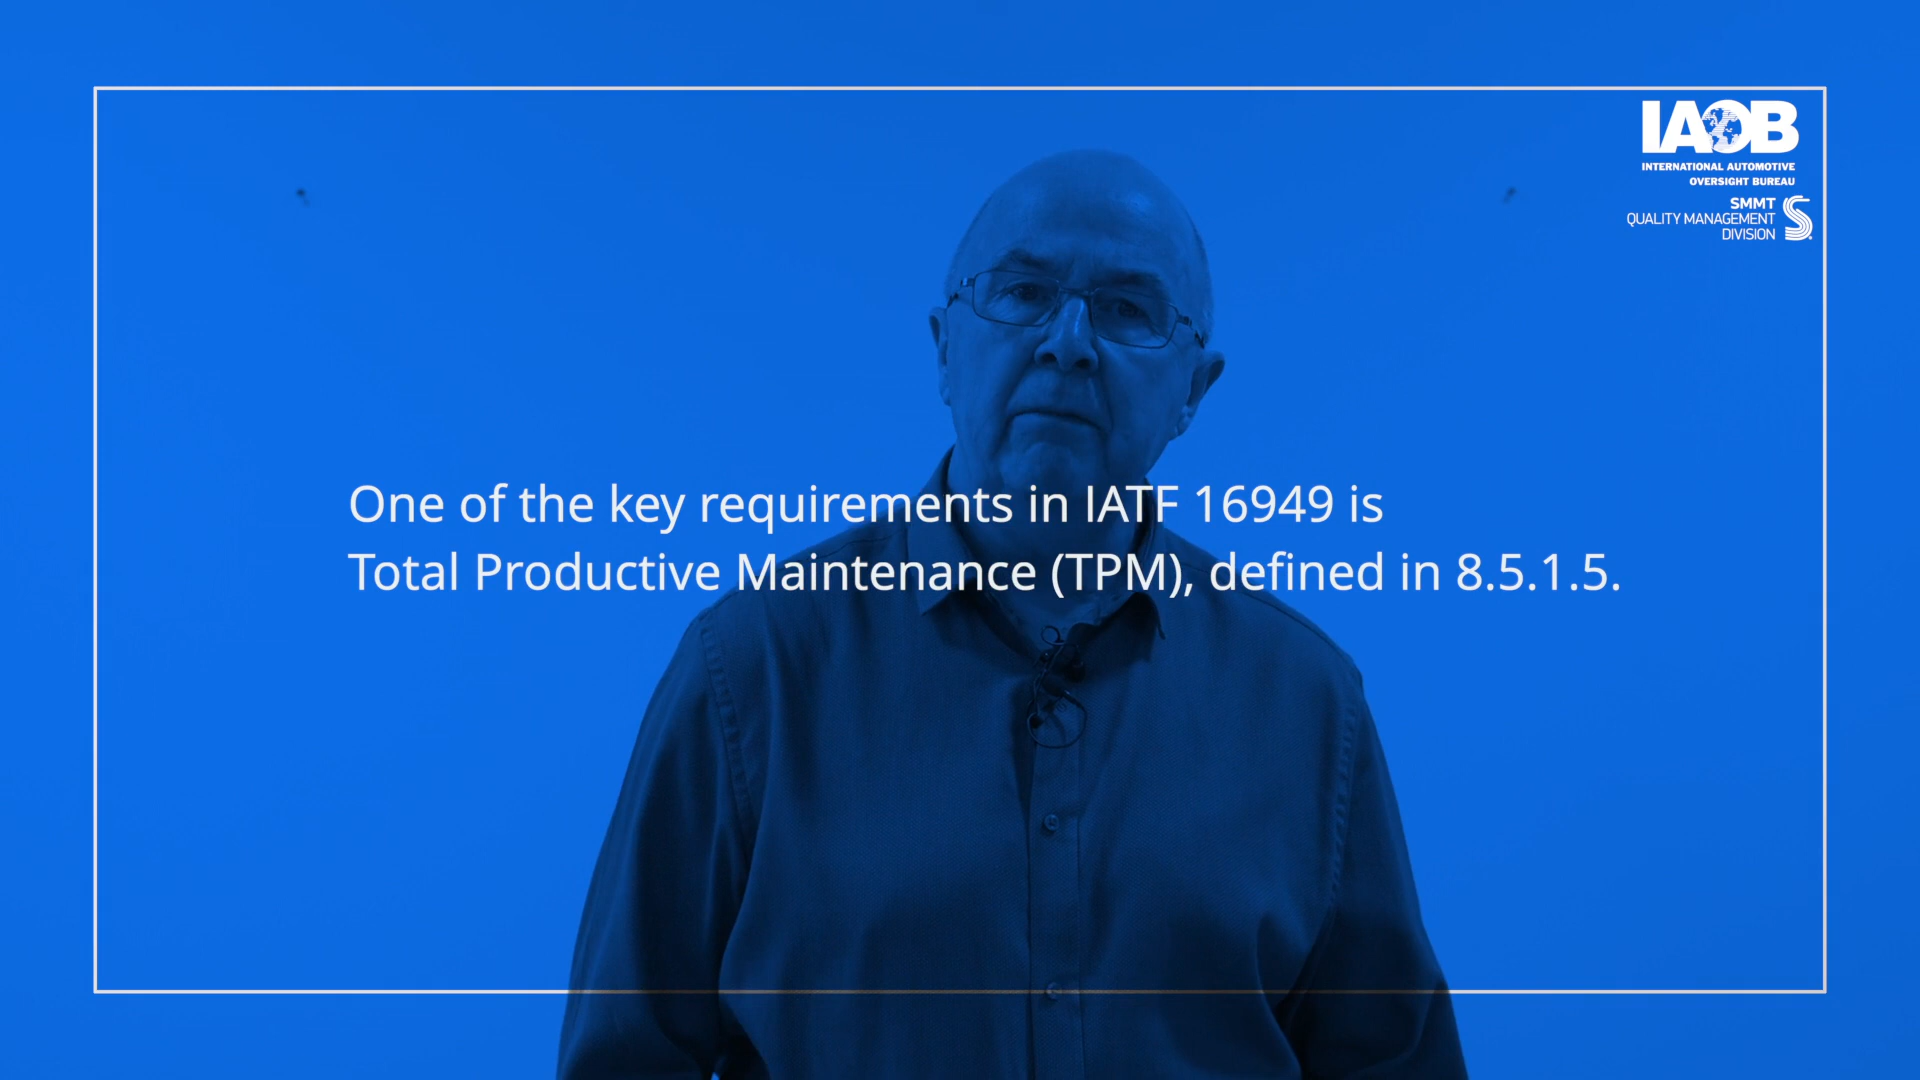 IAOB
INTERNATIONAL AUTOMOTIVE
OVERSIGHT BUREAU
SMMT
QUALITY MANAGEMENT
DIVISION
One of the key requirements in IATF 16949 is
Total Productive Maintenance (TPM), defined in 8.5.1.5.